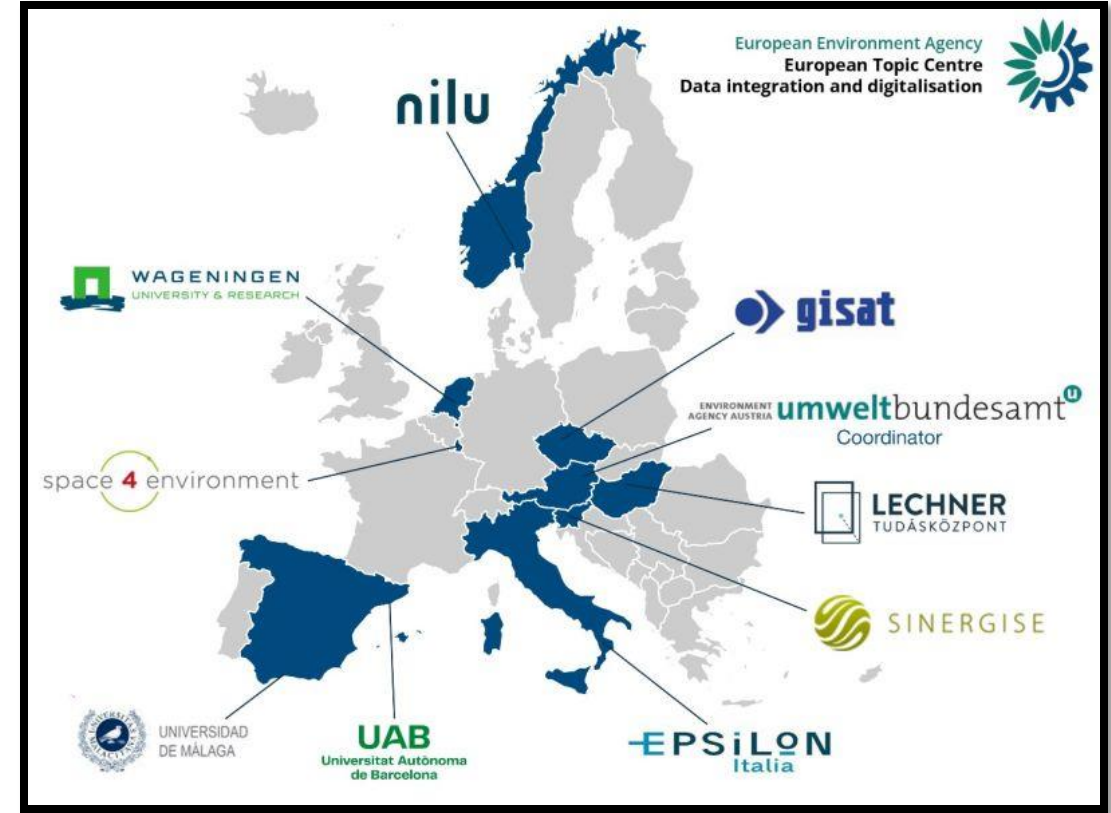 European Environment Agency
European Topic Centre
Data integration and digitalisation
nilu
WAGENINGEN
UNIVERSITY & RESEARCH
gisat
ENVIRONMENT
AGENCY AUSTRIA
umweltbundesamt
u
Coordinator
space 4 environment
LECHNER
TUDÁSKÖZPONT
SINERGISE
UNIVERSIDAD
DE MÁLAGA
UAB
Universitat Autònoma
de Barcelona
EPSiLON
Italia